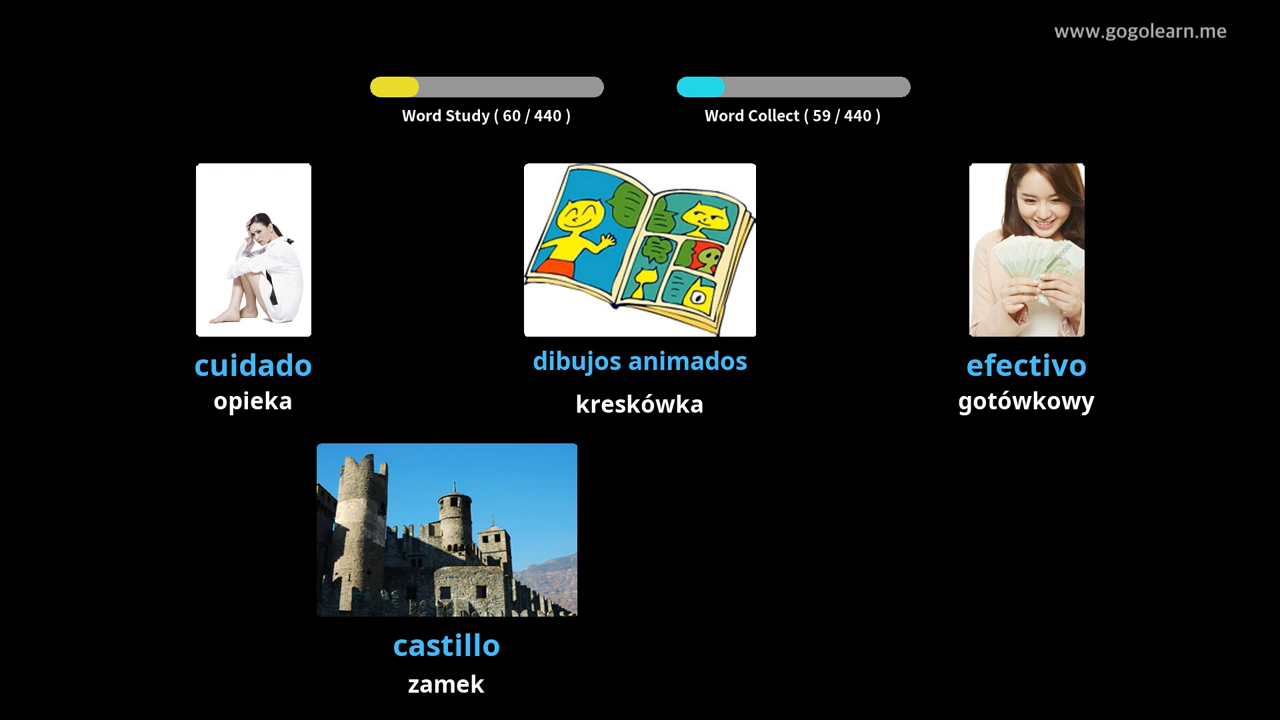 www.gogolearn.me
Word Study ( 60 / 440 )
Word Collect ( 59 / 440 )
cuidado
opieka
dibujos animados
kreskówka
efectivo
gotówkowy
castillo
zamek